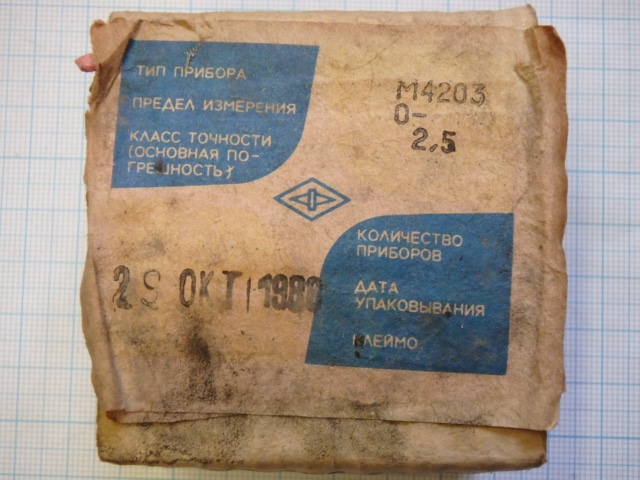 ТИП ПРИБОРА
ПРЕДЕЛ ИЗМЕРЕНИЯ
КЛАСС ТОЧНОСТИ
(ОСНОВНАЯ ПО-
ГРЕШНОСТЬ)
М4203
0-
2,5
КОЛИЧЕСТВО
ПРИБОРОВ
ДАТА
УПАКОВЫВАНИЯ
КЛЕЙМО
ОКТ